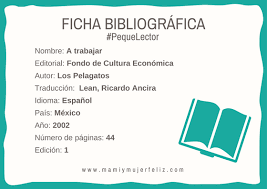 FICHA BIBLIOGRÁFICA
#PequeLector
Nombre: A trabajar
Editorial: Fondo de Cultura Económica
Autor: Los Pelagatos
Traducción: Lean, Ricardo Ancira
Idioma: Español
País: México
Año: 2002
Número de páginas: 44
Edición: 1
www.mamiymujerfeliz.com